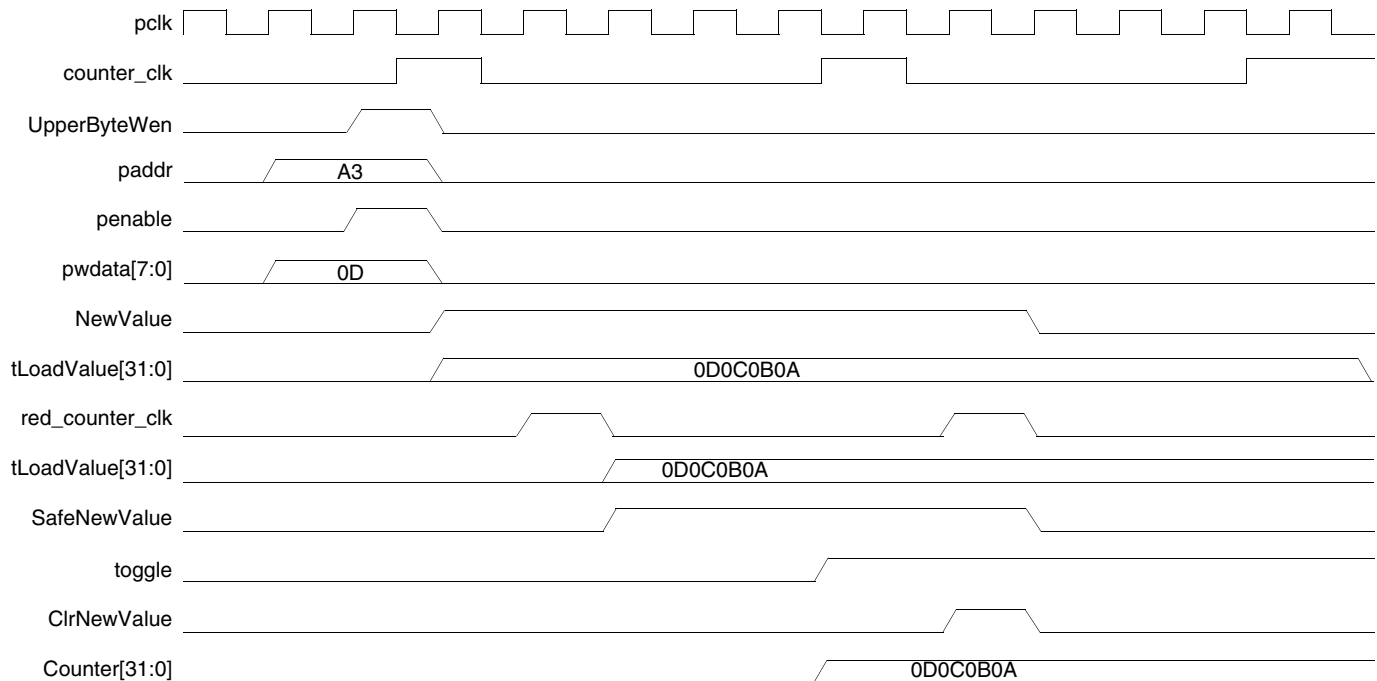 pclk
counter_clk
UpperByteWen
paddr A3
penable
pwdata[7:0] 0D
NewValue
tLoadValue[31:0] 0D0C0B0A
red_counter_clk
tLoadValue[31:0] 0D0C0B0A
SafeNewValue
toggle
ClrNewValue
Counter[31:0] 0D0C0B0A